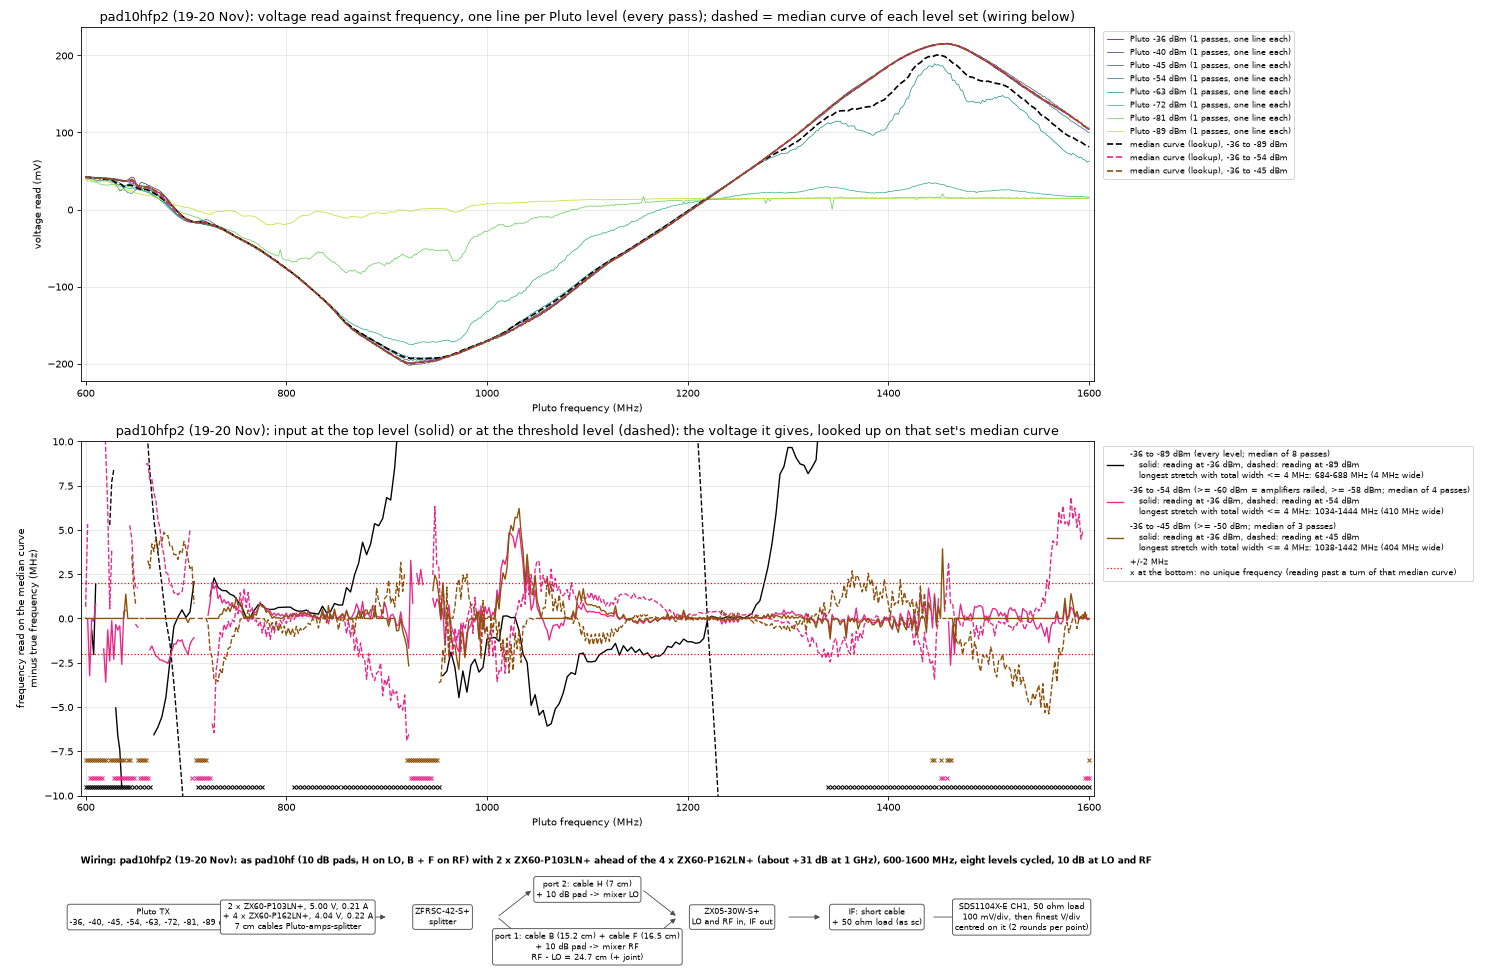 pad10hfp2 (19-20 Nov): voltage read against frequency, one line per Pluto level (every pass); dashed = median curve of each level set (wiring below)
200
100
0
−100
−200
voltage read (mV)
600
800
1000
1200
1400
1600
Pluto frequency (MHz)
Pluto -36 dBm (1 passes, one line each)
Pluto -40 dBm (1 passes, one line each)
Pluto -45 dBm (1 passes, one line each)
Pluto -54 dBm (1 passes, one line each)
Pluto -63 dBm (1 passes, one line each)
Pluto -72 dBm (1 passes, one line each)
Pluto -81 dBm (1 passes, one line each)
Pluto -89 dBm (1 passes, one line each)
median curve (lookup), -36 to -89 dBm
median curve (lookup), -36 to -54 dBm
median curve (lookup), -36 to -45 dBm
pad10hfp2 (19-20 Nov): input at the top level (solid) or at the threshold level (dashed): the voltage it gives, looked up on that set's median curve
10.0
7.5
5.0
2.5
0.0
−2.5
−5.0
−7.5
−10.0
frequency read on the median curve
minus true frequency (MHz)
600
800
1000
1200
1400
1600
Pluto frequency (MHz)
-36 to -89 dBm (every level; median of 8 passes)
solid: reading at -36 dBm, dashed: reading at -89 dBm
longest stretch with total width <= 4 MHz: 684-688 MHz (4 MHz wide)
-36 to -54 dBm (>= -60 dBm = amplifiers railed, >= -58 dBm; median of 4 passes)
solid: reading at -36 dBm, dashed: reading at -54 dBm
longest stretch with total width <= 4 MHz: 1034-1444 MHz (410 MHz wide)
-36 to -45 dBm (>= -50 dBm; median of 3 passes)
solid: reading at -36 dBm, dashed: reading at -45 dBm
longest stretch with total width <= 4 MHz: 1038-1442 MHz (404 MHz wide)
+/-2 MHz
x at the bottom: no unique frequency (reading past a turn of that median curve)
Wiring: pad10hfp2 (19-20 Nov): as pad10hf (10 dB pads, H on LO, B + F on RF) with 2 x ZX60-P103LN+ ahead of the 4 x ZX60-P162LN+ (about +31 dB at 1 GHz), 600-1600 MHz, eight levels cycled, 10 dB at LO and RF
Pluto TX
-36, -40, -45, -54, -63, -72, -81, -89
2 x ZX60-P103LN+, 5.00 V, 0.21 A
+ 4 x ZX60-P162LN+, 4.04 V, 0.22 A
7 cm cables Pluto-amps-splitter
ZFRSC-42-S+
splitter
port 2: cable H (7 cm)
+ 10 dB pad -> mixer LO
port 1: cable B (15.2 cm) + cable F (16.5 cm)
+ 10 dB pad -> mixer RF
RF - LO = 24.7 cm (+ joint)
ZX05-30W-S+
LO and RF in, IF out
IF: short cable
+ 50 ohm load (as sc)
SDS1104X-E CH1, 50 ohm load
100 mV/div, then finest V/div
centred on it (2 rounds per point)